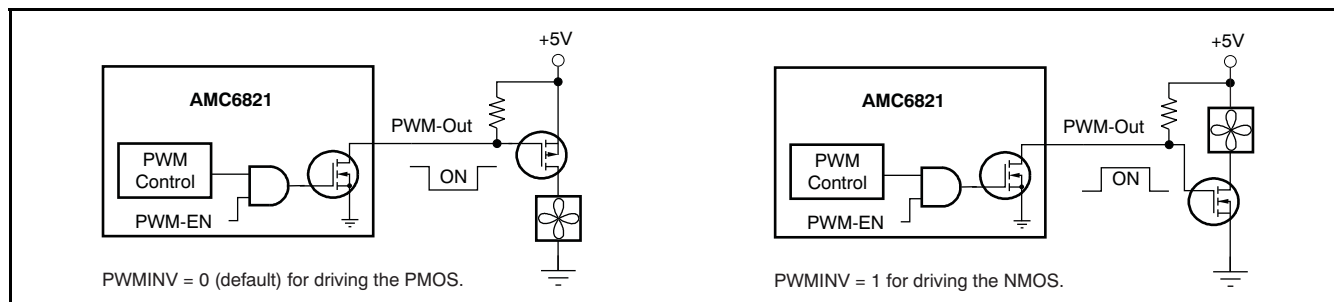 +5V
AMC6821
PWM-Out
PWM
Control
ON
PWM-EN
PWMINV = 0 (default) for driving the PMOS.
+5V
AMC6821
PWM-Out
PWM
Control
ON
PWM-EN
PWMINV = 1 for driving the NMOS.